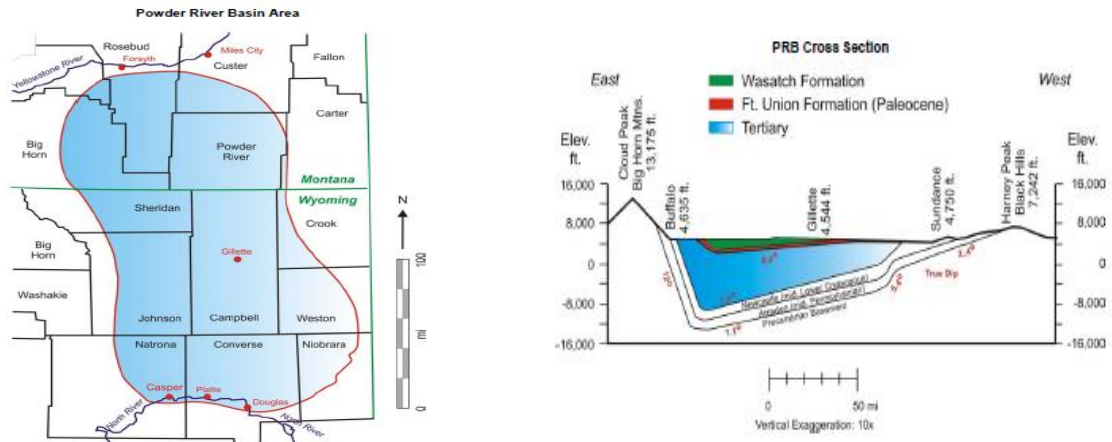 Powder River Basin Area
Rosebud
Forsyth
Miles City
Custer
Fallon
Yellowstone River
Carter
Big
Horn
Powder
River
Montana
Wyoming
Sheridan
Crook
Big
Horn
Gillette
Washakie
Johnson
Campbell
Weston
Natrona
Converse
Niobrara
Casper
Platte
Douglas
North River
North River
N
100
mi
0
PRB Cross Section
East
West
Wasatch Formation
Ft. Union Formation (Paleocene)
Tertiary
Elev.
ft.
Elev.
ft.
Cloud Peak
Big Horn Mtns.
13,175 ft.
Buffalo
4,635 ft.
Gillette
4,544 ft.
Sundance
4,750 ft.
Harney Peak
Black Hills
7,242 ft.
16,000
8,000
0
-8,000
-16,000
16,000
8,000
0
-8,000
-16,000
True Dip
1.1°
Precambrian Basement
0
50 mi
Vertical Exaggeration: 10x